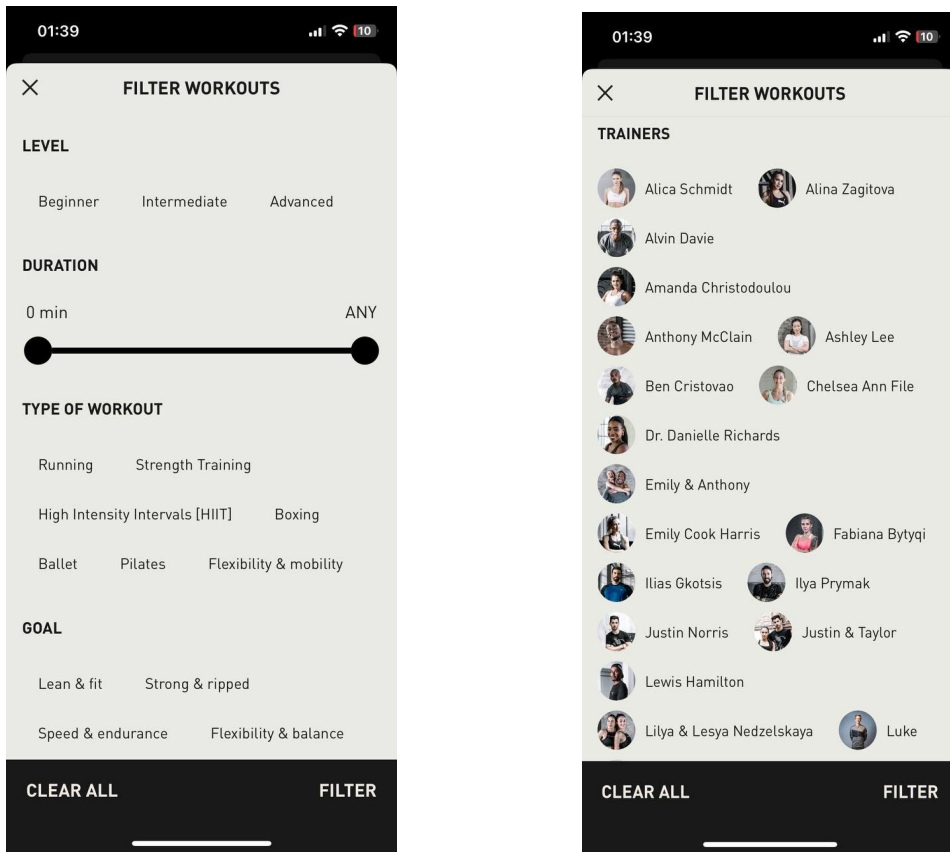 01:39
10
FILTER WORKOUTS
LEVEL
Beginner Intermediate Advanced
DURATION
0 min ANY
TYPE OF WORKOUT
Running Strength Training
High Intensity Intervals [HIIT] Boxing
Ballet Pilates Flexibility & mobility
GOAL
Lean & fit Strong & ripped
Speed & endurance Flexibility & balance
CLEAR ALL FILTER
01:39
10
FILTER WORKOUTS
TRAINERS
Alica Schmidt Alina Zagitova
Alvin Davie
Amanda Christodoulou
Anthony McClain Ashley Lee
Ben Cristovao Chelsea Ann File
Dr. Danielle Richards
Emily & Anthony
Emily Cook Harris Fabiana Bytyqi
Ilias Gkotsis Ilya Prymak
Justin Norris Justin & Taylor
Lewis Hamilton
Lilya & Lesya Nedzelskaya Luke
CLEAR ALL FILTER